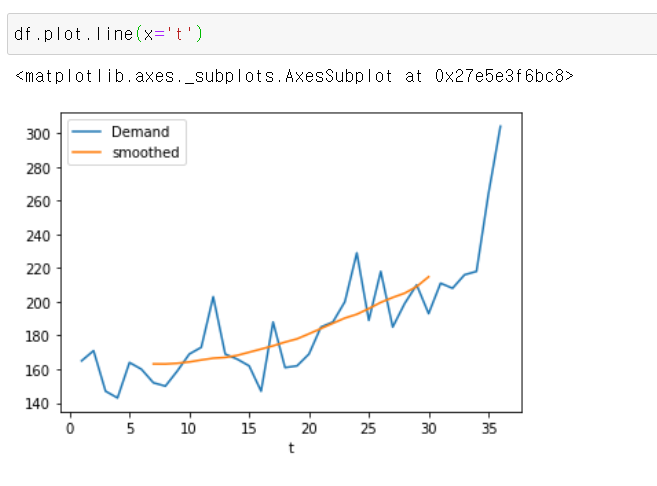 df.plot.line(x='t')
<matplotlib.axes._subplots.AxesSubplot at 0x27e5e3f6bc8>
Demand
smoothed
300
280
260
240
220
200
180
160
140
0 5 10 15 20 25 30 35
t